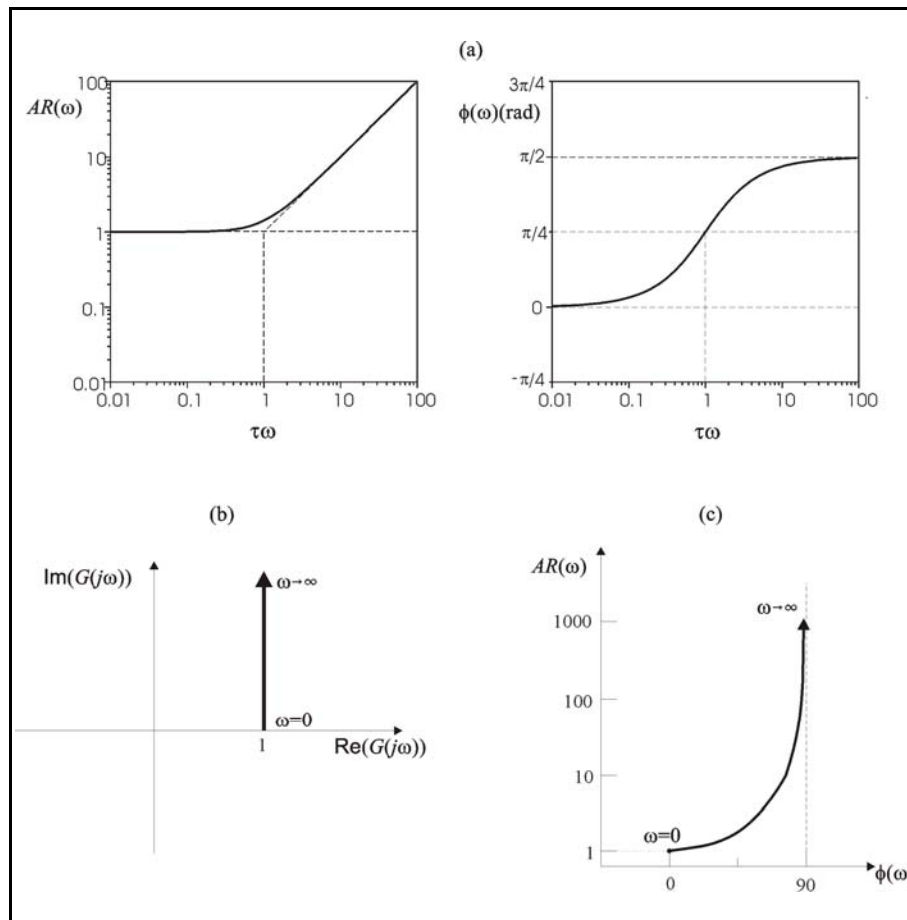 (a)
AR(ω)
100
10
1
0.1
0.01
0.01 0.1 1 10 100
τω
ϕ(ω)(rad)
3π/4
π/2
π/4
0
-π/4
0.01 0.1 1 10 100
τω
(b)
Im(G(jω))
ω→∞
ω=0
1
Re(G(jω))
(c)
AR(ω)
ω→∞
1000
100
10
ω=0
1
0 90
ϕ(ω